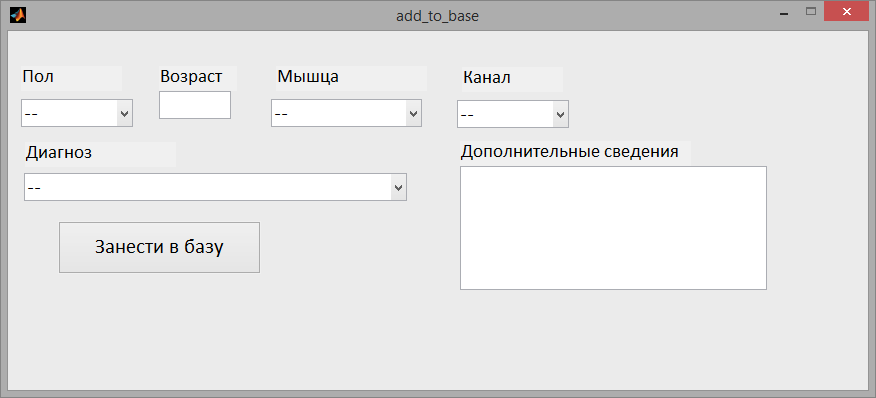 add_to_base
Пол
Возраст
Мышца
Канал
--
--
--
Диагноз
Дополнительные сведения
--
Занести в базу